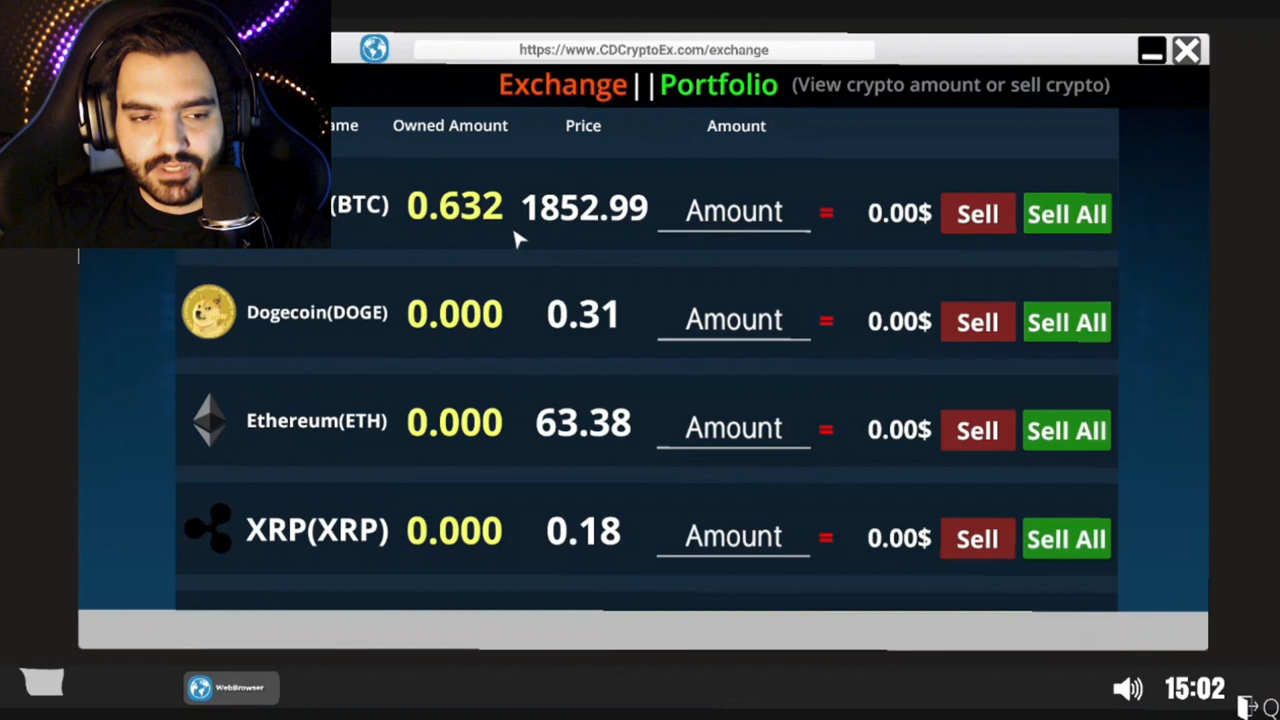 https://www.CDCryptoEx.com/exchange
Exchange||Portfolio (View crypto amount or sell crypto)
ame Owned Amount Price Amount
(BTC) 0.632 1852.99 Amount = 0.00$ Sell Sell All
Dogecoin(DOGE) 0.000 0.31 Amount = 0.00$ Sell Sell All
Ethereum(ETH) 0.000 63.38 Amount = 0.00$ Sell Sell All
XRP(XRP) 0.000 0.18 Amount = 0.00$ Sell Sell All
WebBrowser 15:02